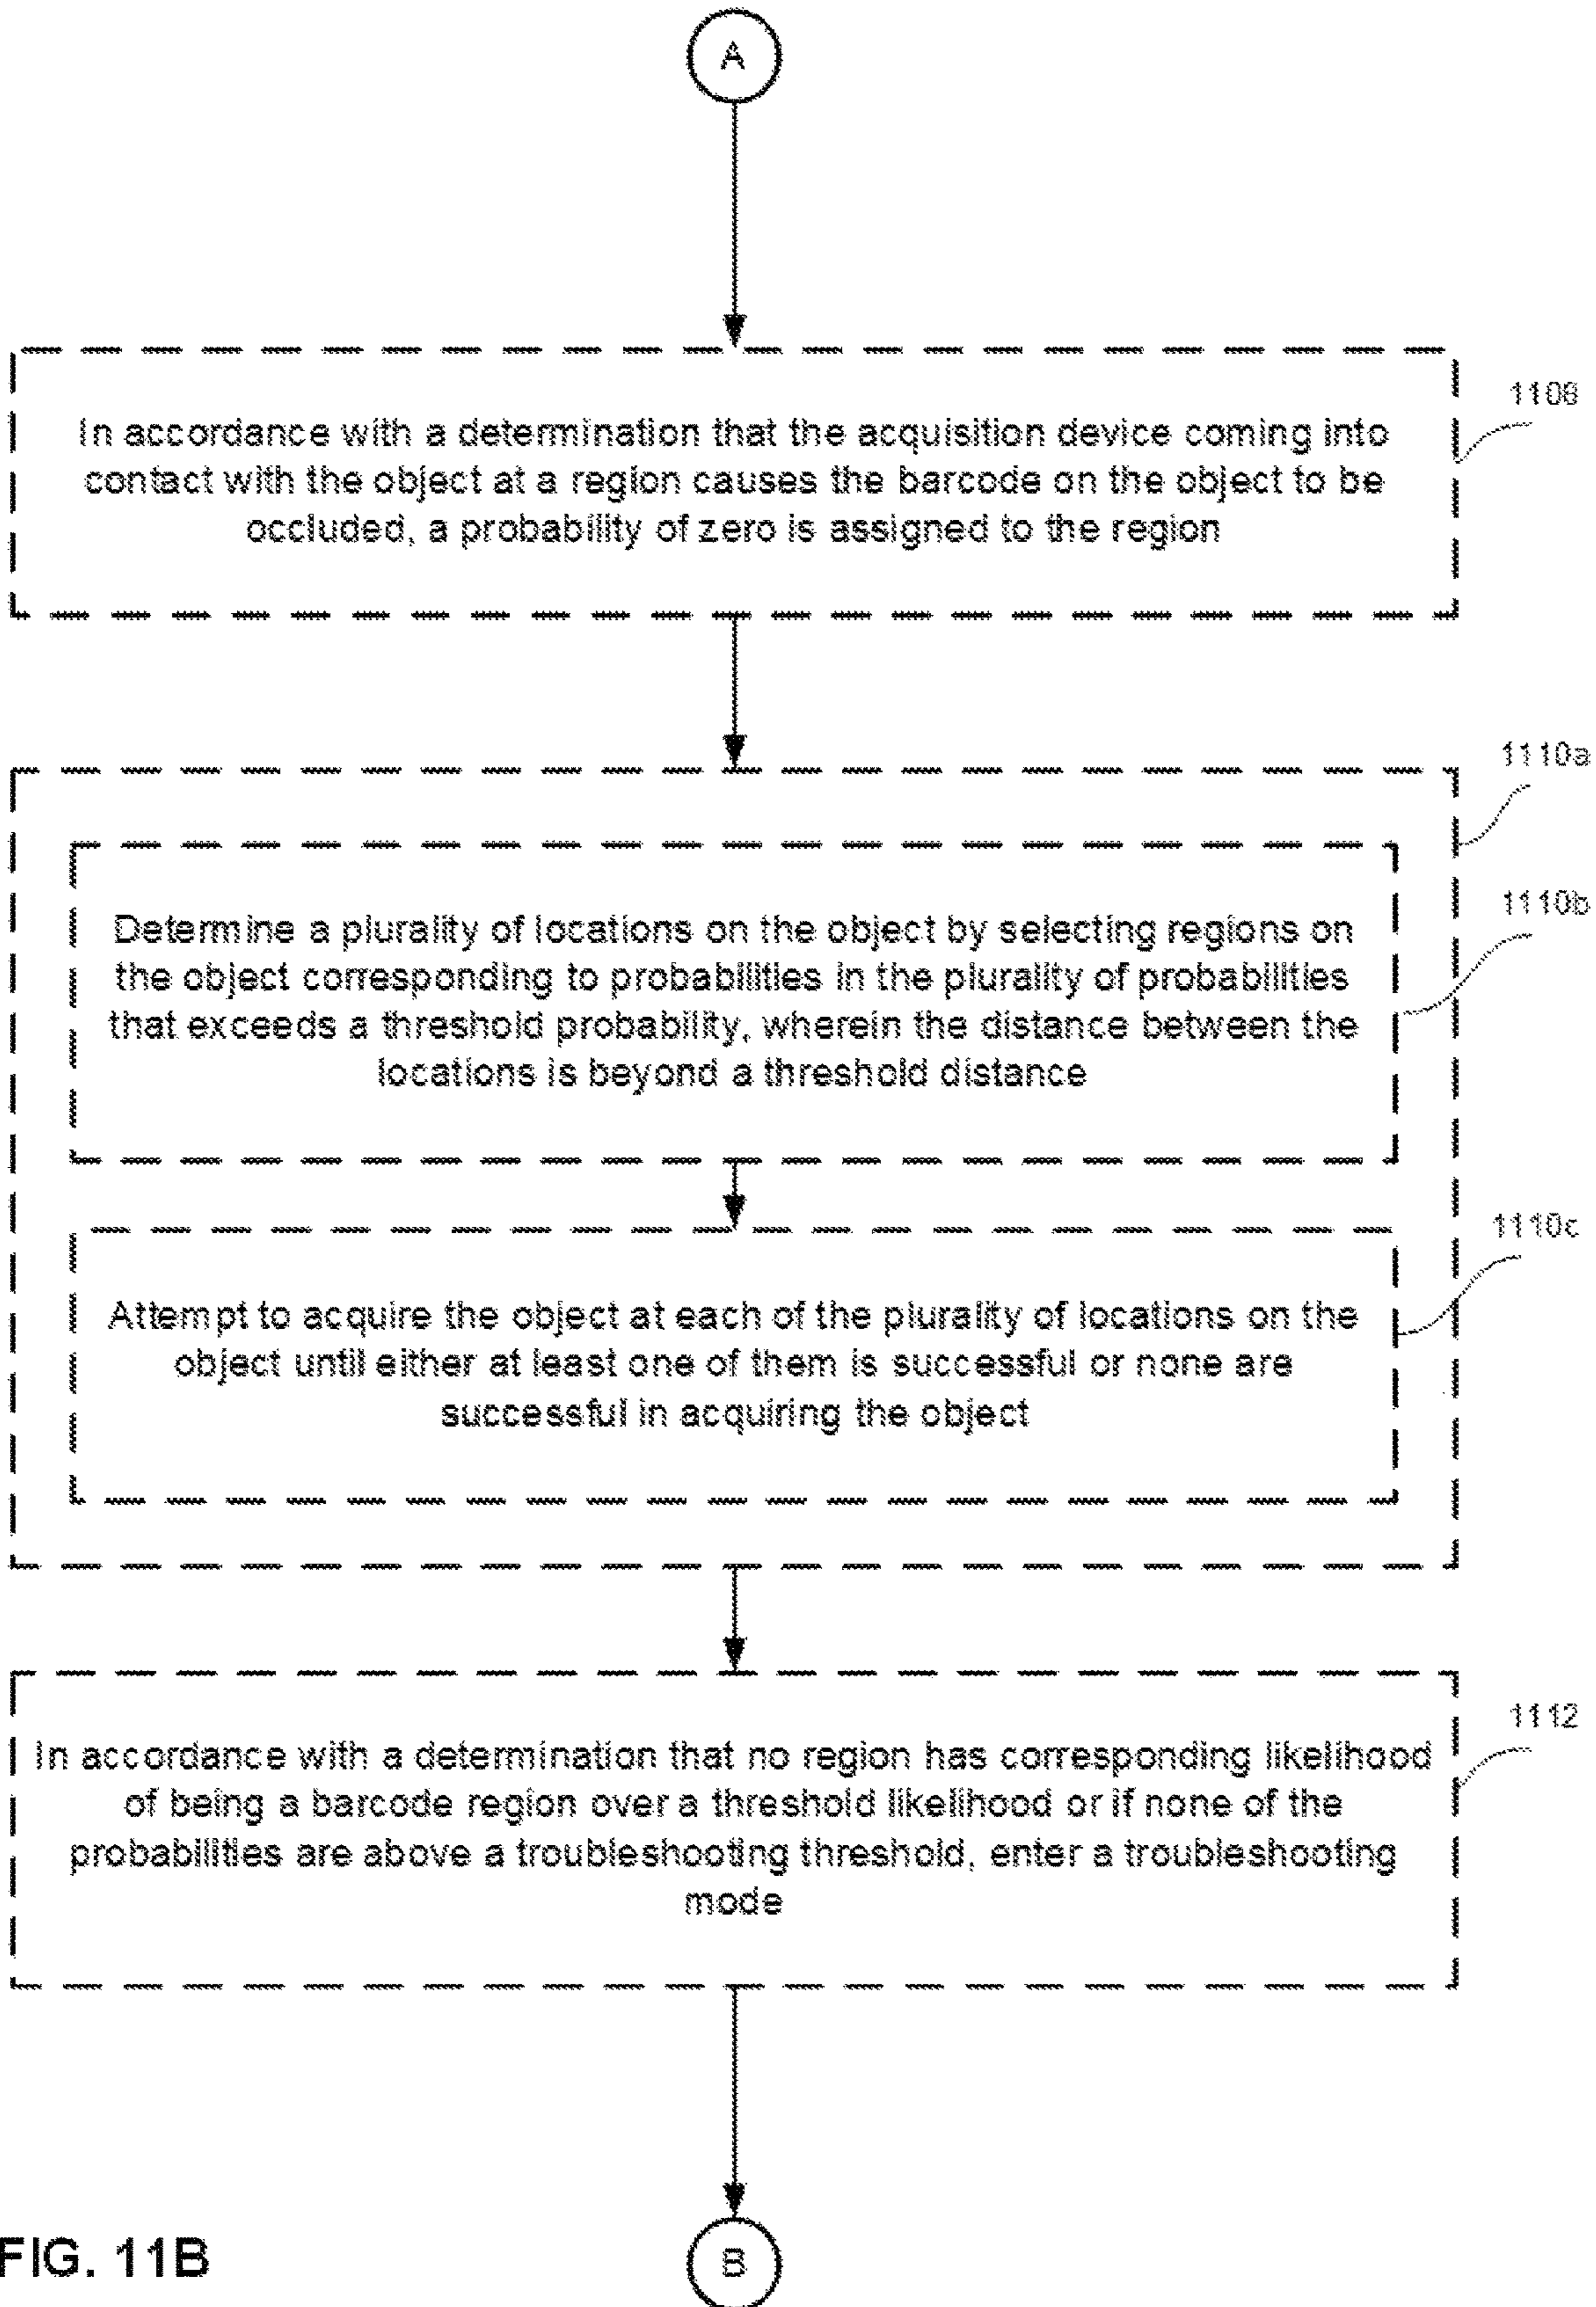 A
1108
In accordance with a determination that the acquisition device coming into
contact with the object at a region causes the barcode on the object to be
occluded, a probability of zero is assigned to the region
1110a
1110b
Determine a plurality of locations on the object by selecting regions on
the object corresponding to probabilities in the plurality of probabilities
that exceeds a threshold probability, wherein the distance between the
locations is beyond a threshold distance
1110c
Attempt to acquire the object at each of the plurality of locations on the
object until either at least one of them is successful or none are
successful in acquiring the object
1112
In accordance with a determination that no region has corresponding likelihood
of being a barcode region over a threshold likelihood or if none of the
probabilities are above a troubleshooting threshold, enter a troubleshooting
mode
FIG. 11B
B